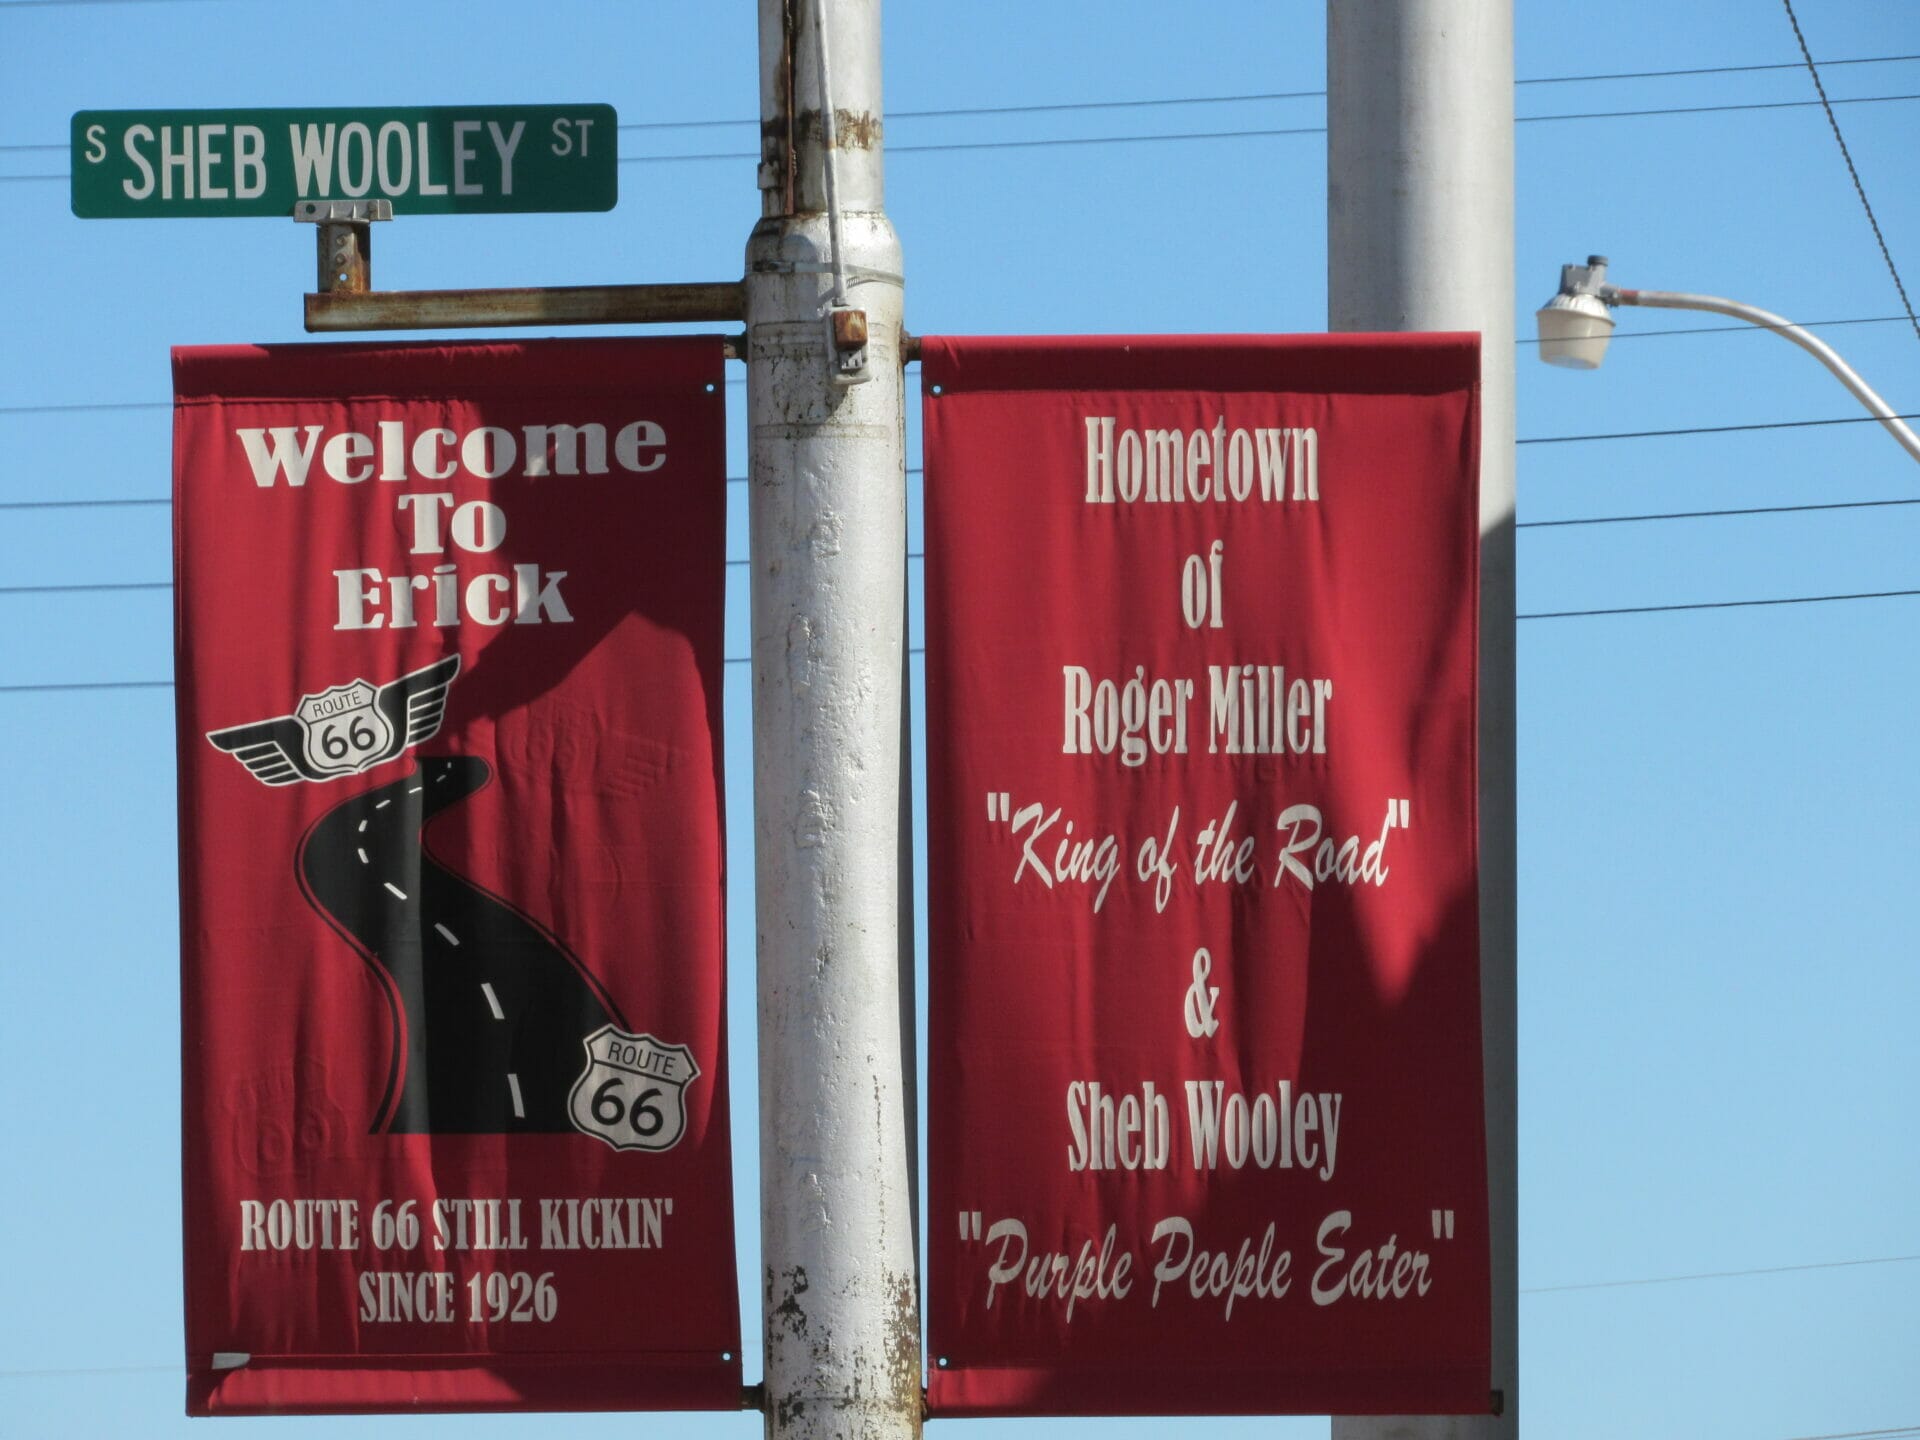 S SHEB WOOLEY ST
Welcome
To
Erick
ROUTE
66
ROUTE
66
ROUTE 66 STILL KICKIN'
SINCE 1926
Hometown
of
Roger Miller
"King of the Road"
&
Sheb Wooley
"Purple People Eater"